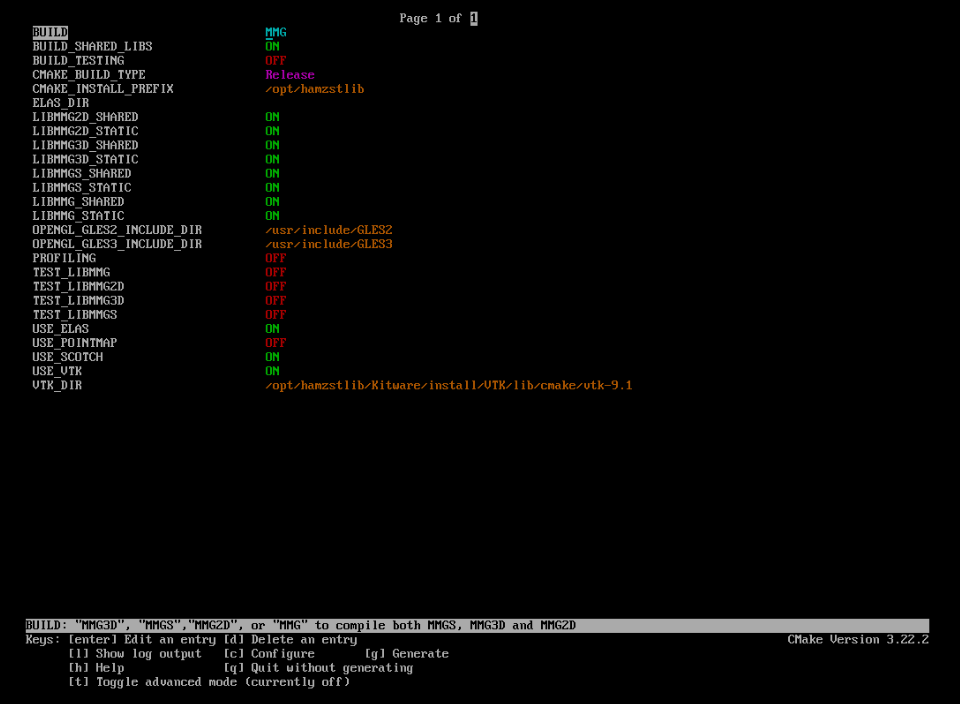 Page 1 of 1
BUILD MMG
BUILD_SHARED_LIBS ON
BUILD_TESTING OFF
CMAKE_BUILD_TYPE Release
CMAKE_INSTALL_PREFIX /opt/hamzstlib
ELAS_DIR
LIBMMG2D_SHARED ON
LIBMMG2D_STATIC ON
LIBMMG3D_SHARED ON
LIBMMG3D_STATIC ON
LIBMMGS_SHARED ON
LIBMMGS_STATIC ON
LIBMMG_SHARED ON
LIBMMG_STATIC ON
OPENGL_GLES2_INCLUDE_DIR /usr/include/GLES2
OPENGL_GLES3_INCLUDE_DIR /usr/include/GLES3
PROFILING OFF
TEST_LIBMMG OFF
TEST_LIBMMG2D OFF
TEST_LIBMMG3D OFF
TEST_LIBMMGS OFF
USE_ELAS ON
USE_POINTMAP OFF
USE_SCOTCH ON
USE_VTK ON
VTK_DIR /opt/hamzstlib/Kitware/install/VTK/lib/cmake/vtk-9.1
BUILD: "MMG3D", "MMGS","MMG2D", or "MMG" to compile both MMGS, MMG3D and MMG2D
Keys: [enter] Edit an entry [d] Delete an entry CMake Version 3.22.2
[l] Show log output [c] Configure [g] Generate
[h] Help [q] Quit without generating
[t] Toggle advanced mode (currently off)